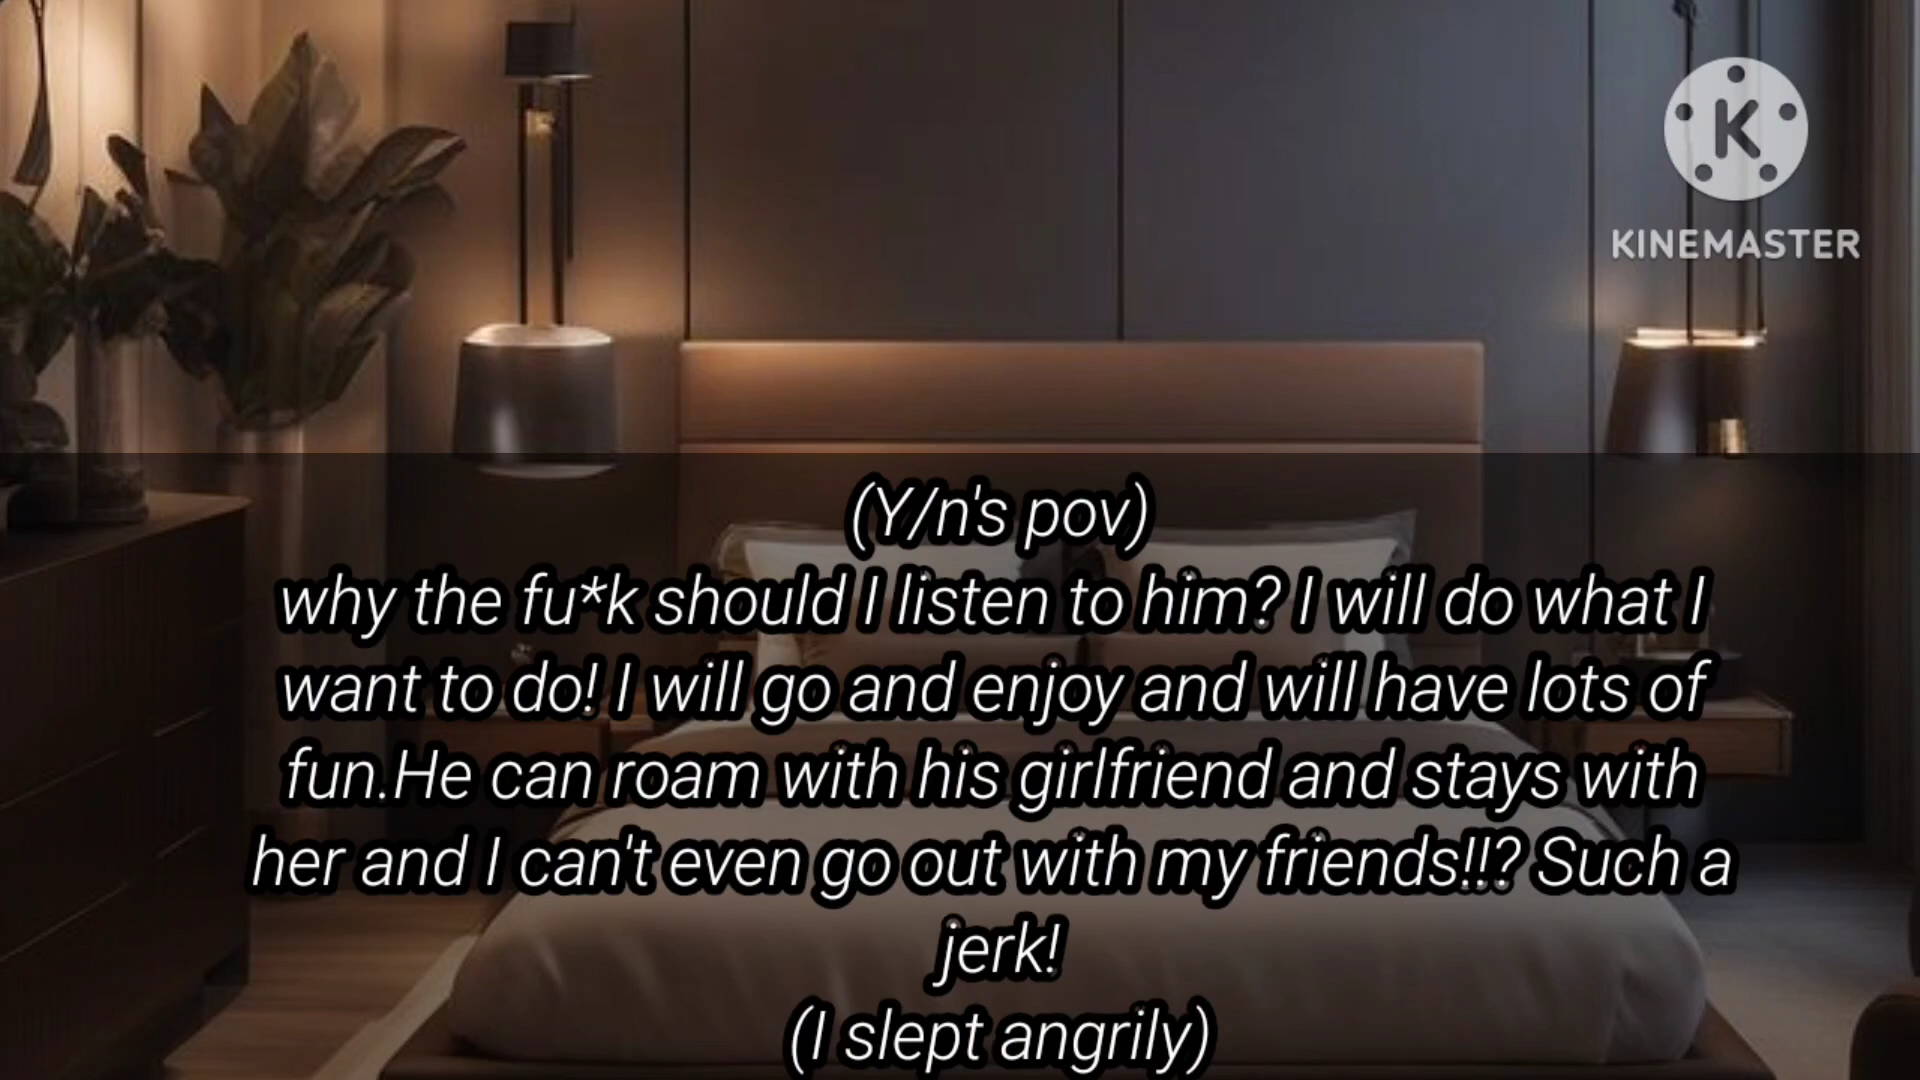 K
KINEMASTER
(Y/n's pov)
why the fu*k should I listen to him? I will do what I
want to do! I will go and enjoy and will have lots of
fun.He can roam with his girlfriend and stays with
her and I can't even go out with my friends!!? Such a
jerk!
(I slept angrily)